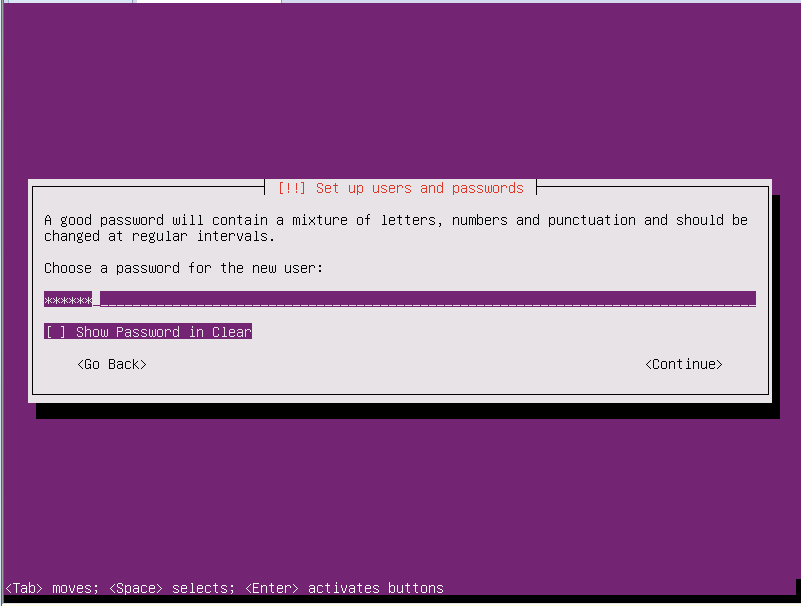 [!!] Set up users and passwords
A good password will contain a mixture of letters, numbers and punctuation and should be
changed at regular intervals.
Choose a password for the new user:
******
[ ] Show Password in Clear
<Go Back> <Continue>
<Tab> moves; <Space> selects; <Enter> activates buttons